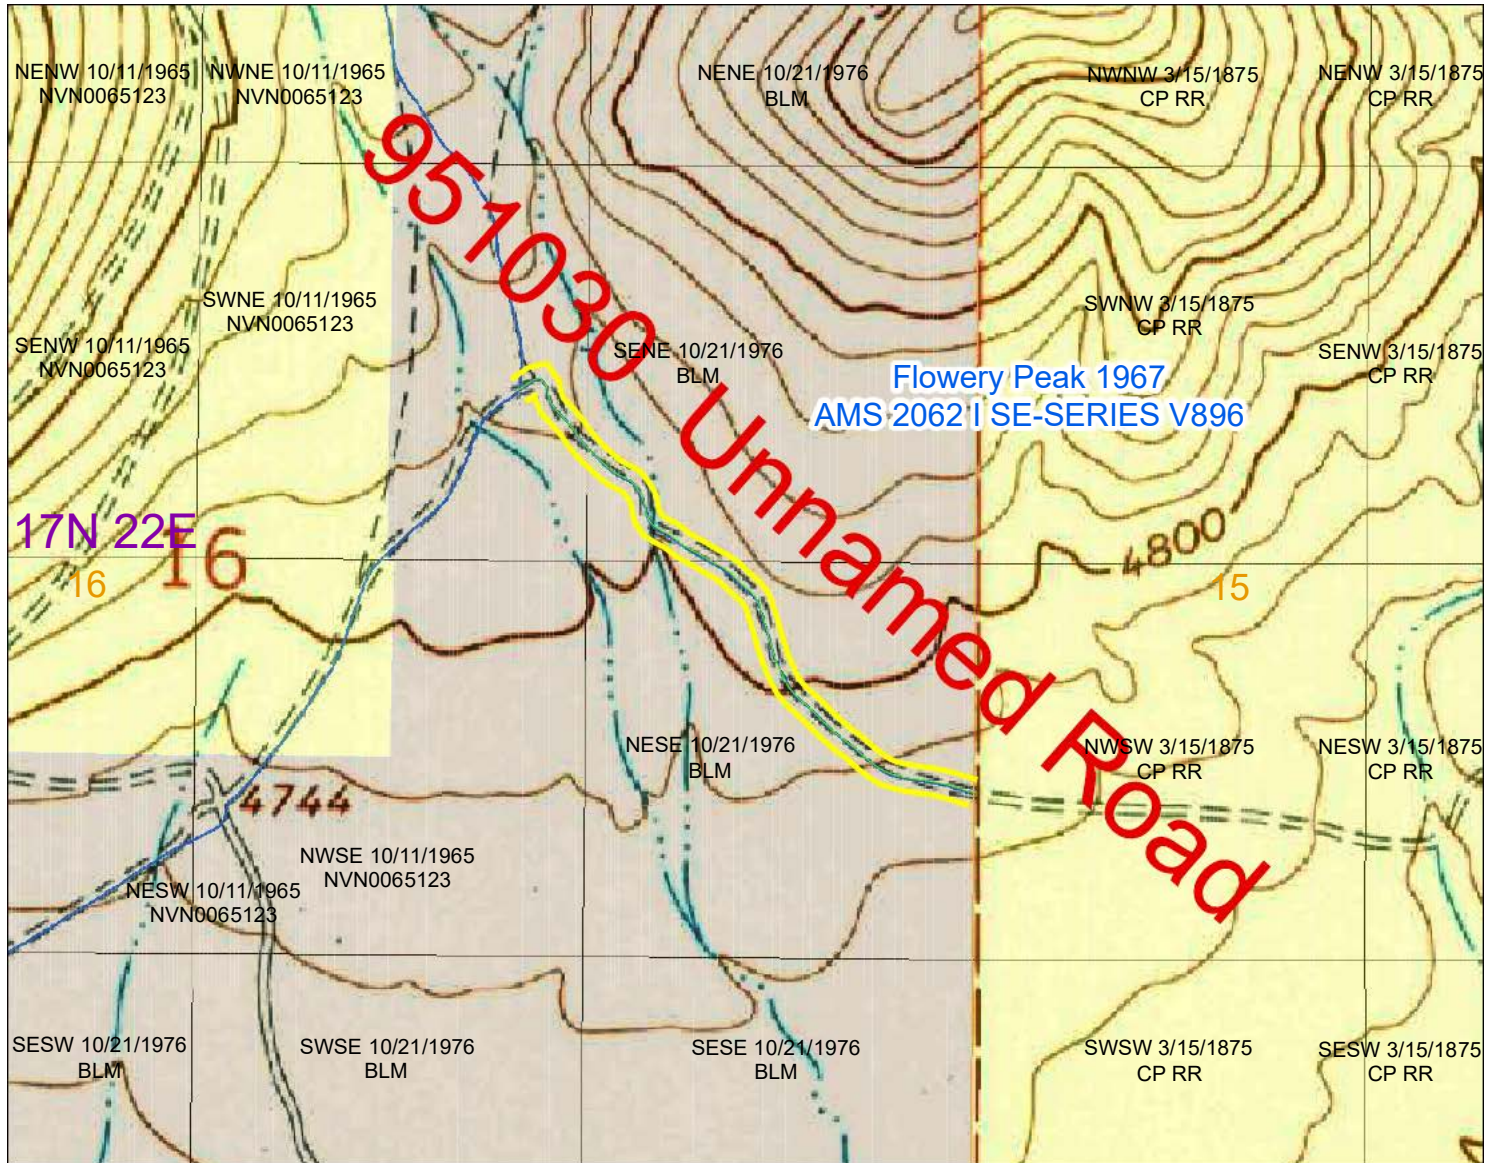 NENW 10/11/1965
NVN0065123
NWNE 10/11/1965
NVN0065123
NENE 10/21/1976
BLM
NWNW 3/15/1875
CP RR
NENW 3/15/1875
CP RR
951030 Unnamed Road
SWNE 10/11/1965
NVN0065123
SENW 10/11/1965
NVN0065123
SENE 10/21/1976
BLM
SWNW 3/15/1875
CP RR
SENW 3/15/1875
CP RR
Flowery Peak 1967
AMS 2062 I SE-SERIES V896
17N 22E
16
16
4800
15
NESE 10/21/1976
BLM
NWSW 3/15/1875
CP RR
NESW 3/15/1875
CP RR
4744
NWSE 10/11/1965
NVN0065123
NESW 10/11/1965
NVN0065123
SESW 10/21/1976
BLM
SWSE 10/21/1976
BLM
SESE 10/21/1976
BLM
SWSW 3/15/1875
CP RR
SESW 3/15/1875
CP RR